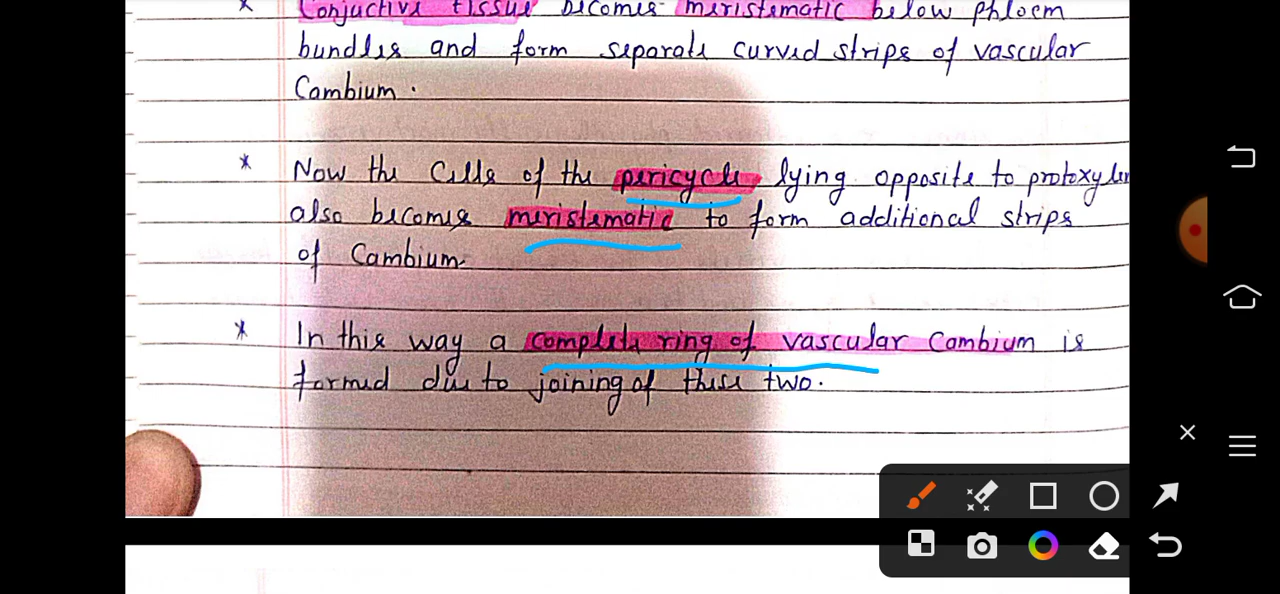 * Conjuctive tissue becomes meristematic below phloem
bundles and form separate curved strips of vascular
Cambium.
* Now the Cells of the pericycle lying opposite to protoxylem
also becomes meristematic to form additional strips
of Cambium.
* In this way a complete ring of vascular Cambium is
formed due to joining of these two.